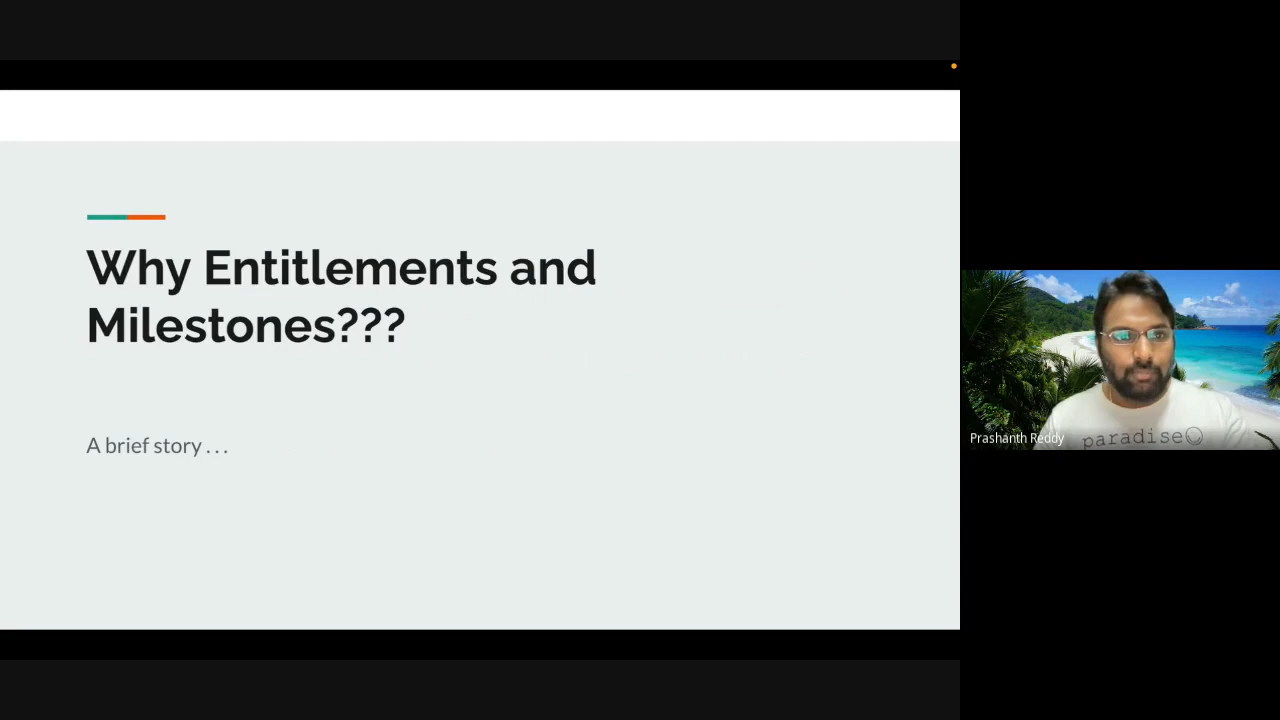 Why Entitlements and
Milestones???
A brief story . . .
Prashanth Reddy
paradise